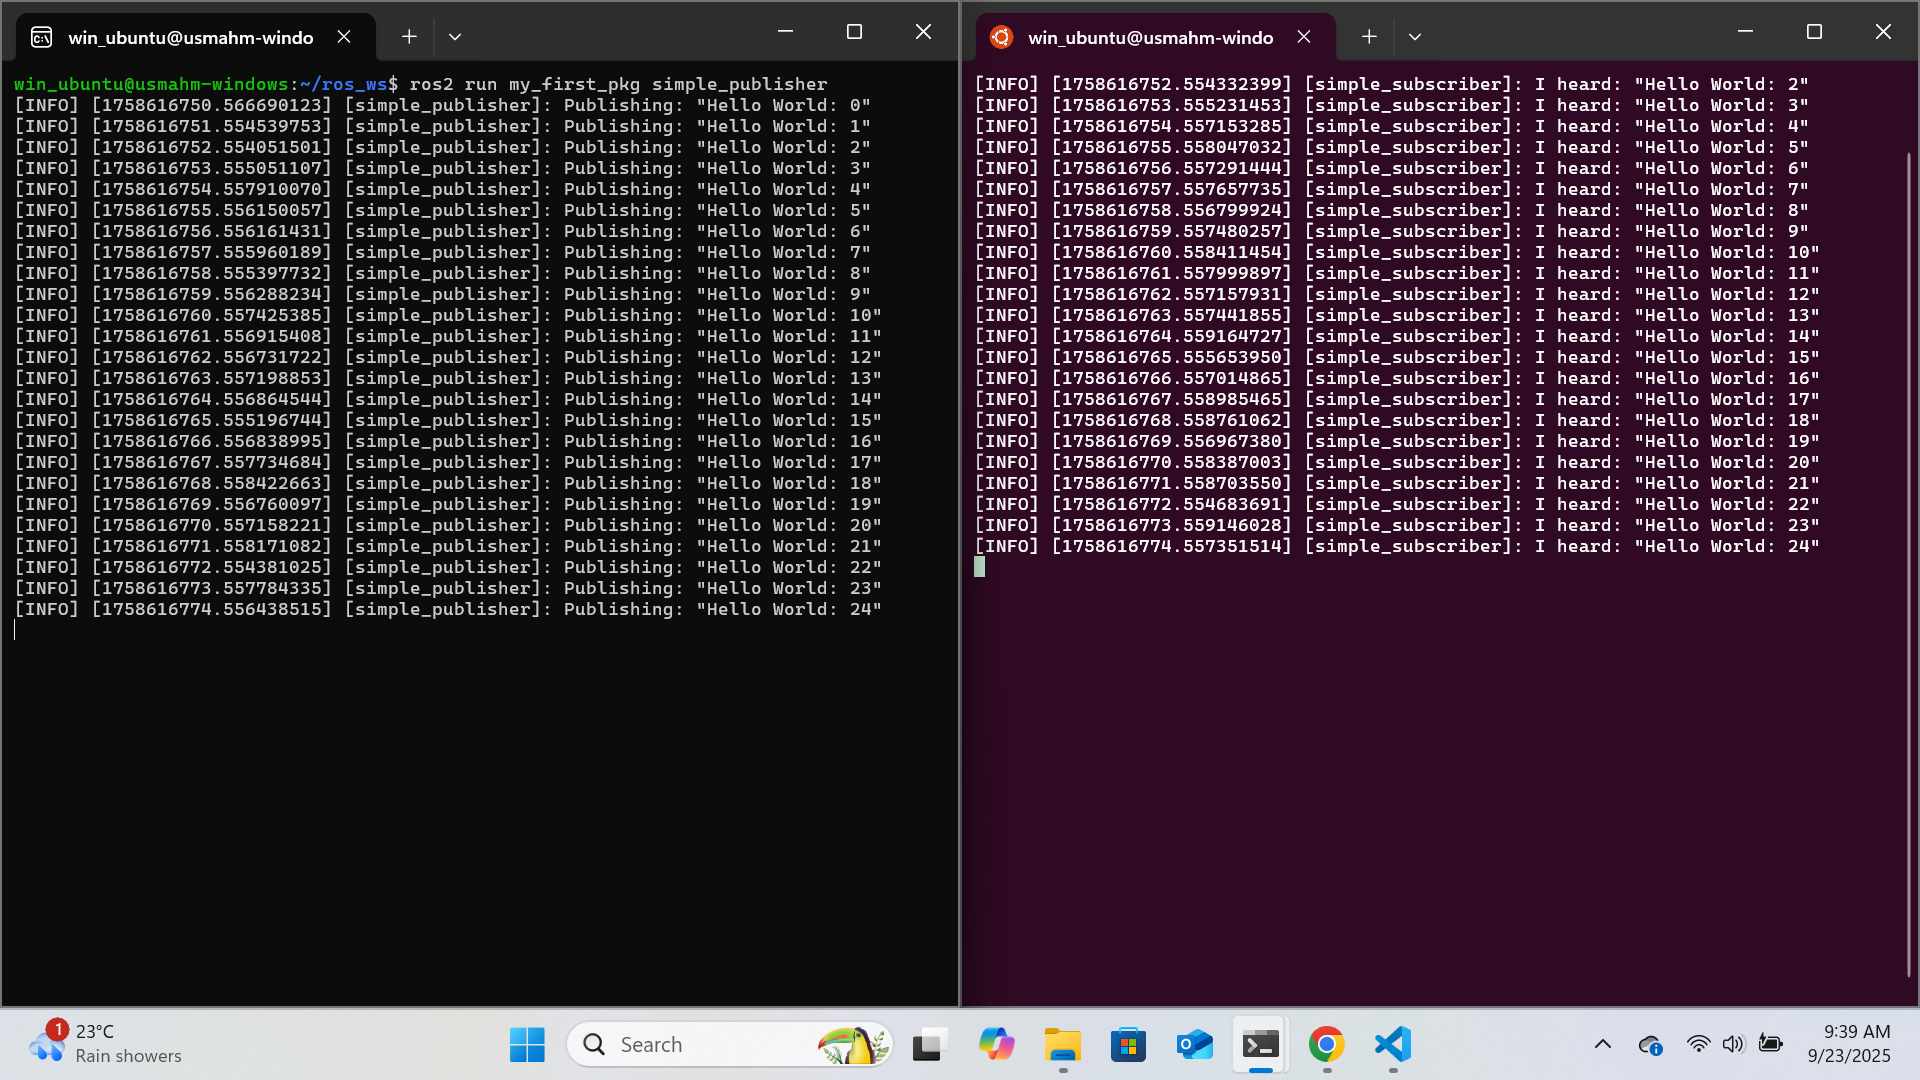 win_ubuntu@usmahm-windo
win_ubuntu@usmahm-windows:~/ros_ws$ ros2 run my_first_pkg simple_publisher
[INFO] [1758616750.566690123] [simple_publisher]: Publishing: "Hello World: 0"
[INFO] [1758616751.554539753] [simple_publisher]: Publishing: "Hello World: 1"
[INFO] [1758616752.554051501] [simple_publisher]: Publishing: "Hello World: 2"
[INFO] [1758616753.555051107] [simple_publisher]: Publishing: "Hello World: 3"
[INFO] [1758616754.557910070] [simple_publisher]: Publishing: "Hello World: 4"
[INFO] [1758616755.556150057] [simple_publisher]: Publishing: "Hello World: 5"
[INFO] [1758616756.556161431] [simple_publisher]: Publishing: "Hello World: 6"
[INFO] [1758616757.555960189] [simple_publisher]: Publishing: "Hello World: 7"
[INFO] [1758616758.555397732] [simple_publisher]: Publishing: "Hello World: 8"
[INFO] [1758616759.556288234] [simple_publisher]: Publishing: "Hello World: 9"
[INFO] [1758616760.557425385] [simple_publisher]: Publishing: "Hello World: 10"
[INFO] [1758616761.556915408] [simple_publisher]: Publishing: "Hello World: 11"
[INFO] [1758616762.556731722] [simple_publisher]: Publishing: "Hello World: 12"
[INFO] [1758616763.557198853] [simple_publisher]: Publishing: "Hello World: 13"
[INFO] [1758616764.556864544] [simple_publisher]: Publishing: "Hello World: 14"
[INFO] [1758616765.555196744] [simple_publisher]: Publishing: "Hello World: 15"
[INFO] [1758616766.556838995] [simple_publisher]: Publishing: "Hello World: 16"
[INFO] [1758616767.557734684] [simple_publisher]: Publishing: "Hello World: 17"
[INFO] [1758616768.558422663] [simple_publisher]: Publishing: "Hello World: 18"
[INFO] [1758616769.556760097] [simple_publisher]: Publishing: "Hello World: 19"
[INFO] [1758616770.557158221] [simple_publisher]: Publishing: "Hello World: 20"
[INFO] [1758616771.558171082] [simple_publisher]: Publishing: "Hello World: 21"
[INFO] [1758616772.554381025] [simple_publisher]: Publishing: "Hello World: 22"
[INFO] [1758616773.557784335] [simple_publisher]: Publishing: "Hello World: 23"
[INFO] [1758616774.556438515] [simple_publisher]: Publishing: "Hello World: 24"
win_ubuntu@usmahm-windo
[INFO] [1758616752.554332399] [simple_subscriber]: I heard: "Hello World: 2"
[INFO] [1758616753.555231453] [simple_subscriber]: I heard: "Hello World: 3"
[INFO] [1758616754.557153285] [simple_subscriber]: I heard: "Hello World: 4"
[INFO] [1758616755.558047032] [simple_subscriber]: I heard: "Hello World: 5"
[INFO] [1758616756.557291444] [simple_subscriber]: I heard: "Hello World: 6"
[INFO] [1758616757.557657735] [simple_subscriber]: I heard: "Hello World: 7"
[INFO] [1758616758.556799924] [simple_subscriber]: I heard: "Hello World: 8"
[INFO] [1758616759.557480257] [simple_subscriber]: I heard: "Hello World: 9"
[INFO] [1758616760.558411454] [simple_subscriber]: I heard: "Hello World: 10"
[INFO] [1758616761.557999897] [simple_subscriber]: I heard: "Hello World: 11"
[INFO] [1758616762.557157931] [simple_subscriber]: I heard: "Hello World: 12"
[INFO] [1758616763.557441855] [simple_subscriber]: I heard: "Hello World: 13"
[INFO] [1758616764.559164727] [simple_subscriber]: I heard: "Hello World: 14"
[INFO] [1758616765.555653950] [simple_subscriber]: I heard: "Hello World: 15"
[INFO] [1758616766.557014865] [simple_subscriber]: I heard: "Hello World: 16"
[INFO] [1758616767.558985465] [simple_subscriber]: I heard: "Hello World: 17"
[INFO] [1758616768.558761062] [simple_subscriber]: I heard: "Hello World: 18"
[INFO] [1758616769.556967380] [simple_subscriber]: I heard: "Hello World: 19"
[INFO] [1758616770.558387003] [simple_subscriber]: I heard: "Hello World: 20"
[INFO] [1758616771.558703550] [simple_subscriber]: I heard: "Hello World: 21"
[INFO] [1758616772.554683691] [simple_subscriber]: I heard: "Hello World: 22"
[INFO] [1758616773.559146028] [simple_subscriber]: I heard: "Hello World: 23"
[INFO] [1758616774.557351514] [simple_subscriber]: I heard: "Hello World: 24"
1
23°C
Rain showers
Search
9:39 AM
9/23/2025